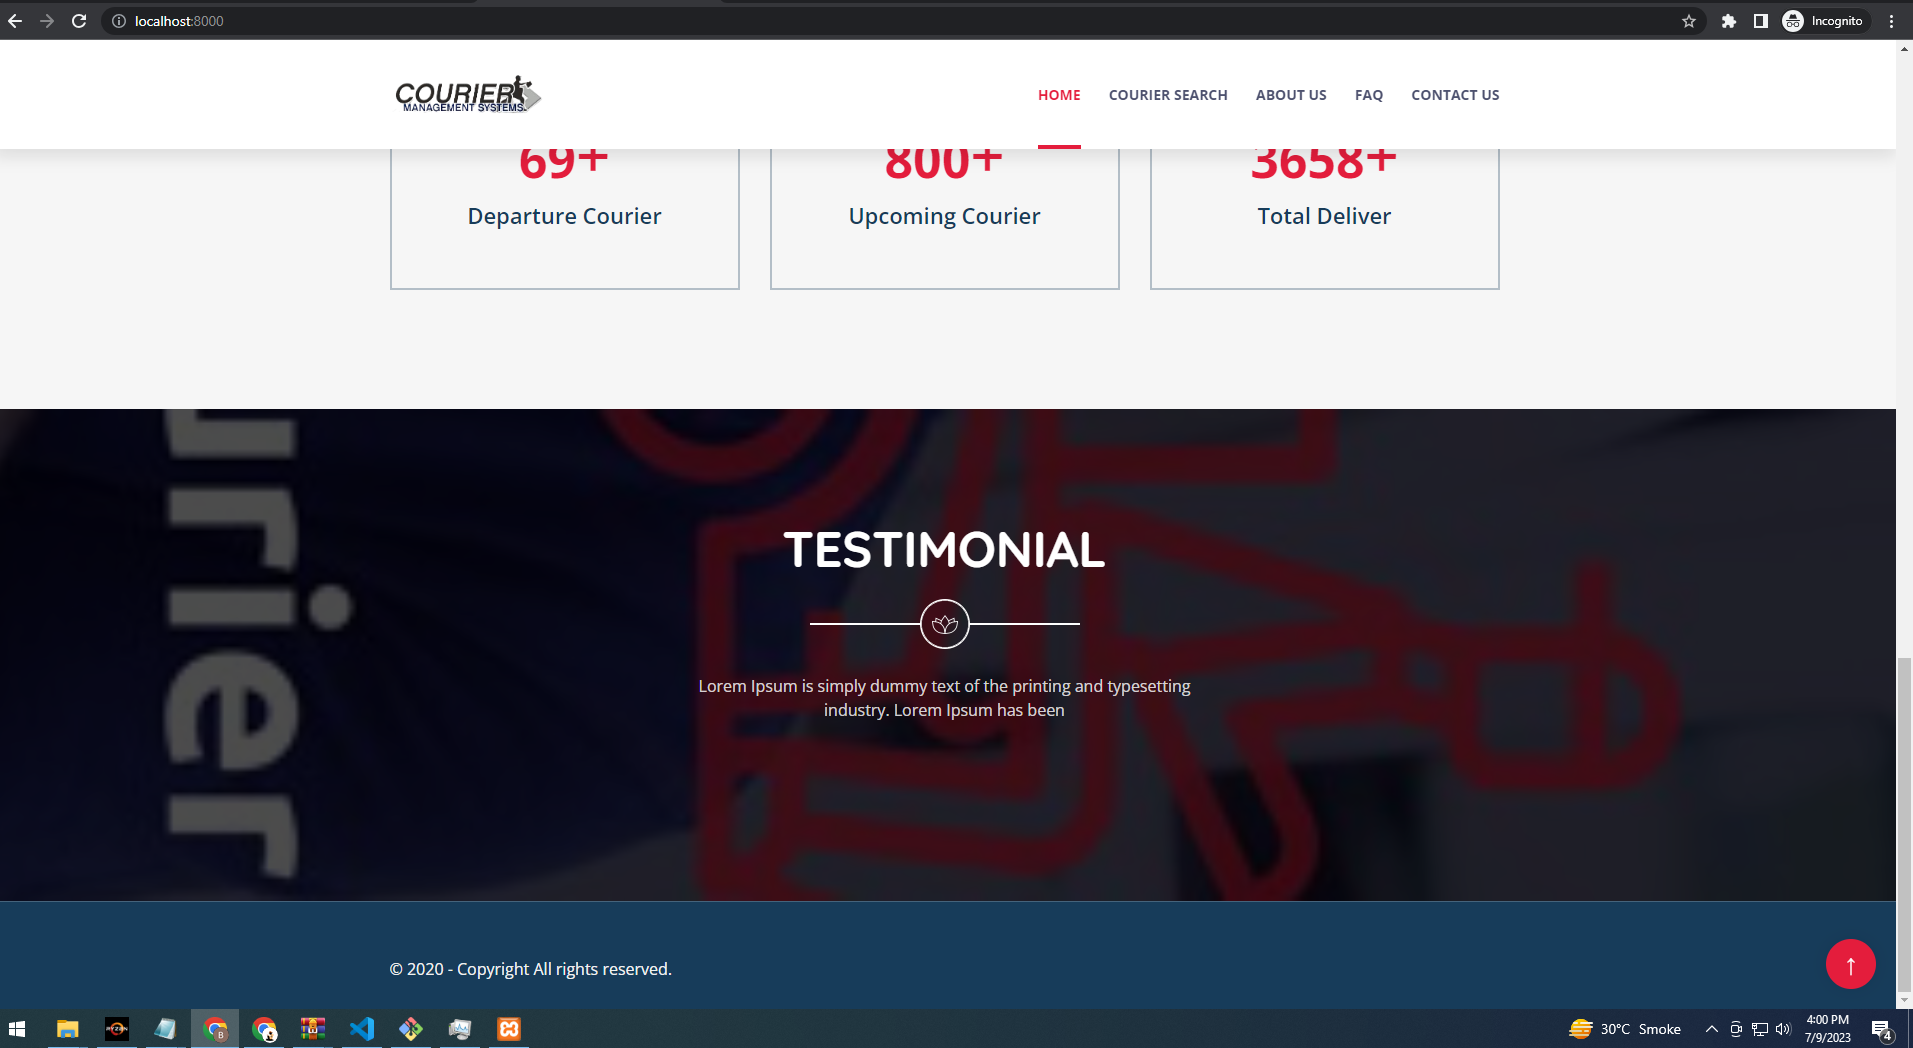 localhost:8000
Incognito
COURIER
MANAGEMENT SYSTEMS
HOME
COURIER SEARCH
ABOUT US
FAQ
CONTACT US
69+
800+
3658+
Departure Courier
Upcoming Courier
Total Deliver
urier
TESTIMONIAL
Lorem Ipsum is simply dummy text of the printing and typesetting
industry. Lorem Ipsum has been
© 2020 - Copyright All rights reserved.
↑
RYZEN
B
30°C Smoke
4:00 PM
7/9/2023
4